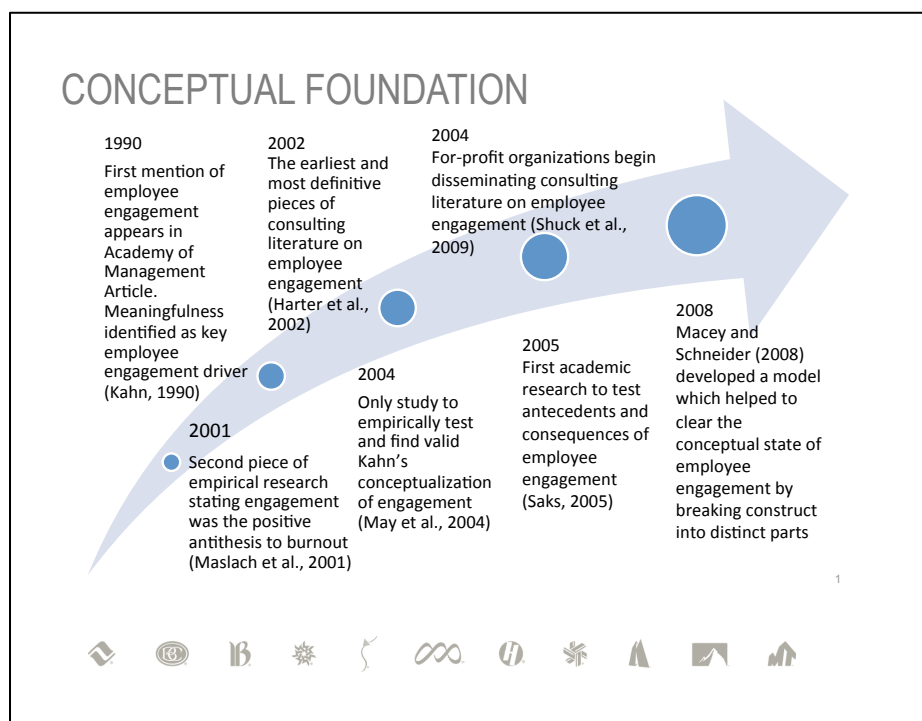 CONCEPTUAL FOUNDATION
1990
First mention of
employee
engagement
appears in
Academy of
Management
Article.
Meaningfulness
identified as key
employee
engagement driver
(Kahn, 1990)
2001
Second piece of
empirical research
stating engagement
was the positive
antithesis to burnout
(Maslach et al., 2001)
2002
The earliest and
most definitive
pieces of
consulting
literature on
employee
engagement
(Harter et al.,
2002)
2004
Only study to
empirically test
and find valid
Kahn's
conceptualization
of engagement
(May et al., 2004)
2004
For-profit organizations begin
disseminating consulting
literature on employee
engagement (Shuck et al.,
2009)
2005
First academic
research to test
antecedents and
consequences of
employee
engagement
(Saks, 2005)
2008
Macey and
Schneider (2008)
developed a model
which helped to
clear the
conceptual state of
employee
engagement by
breaking construct
into distinct parts
1